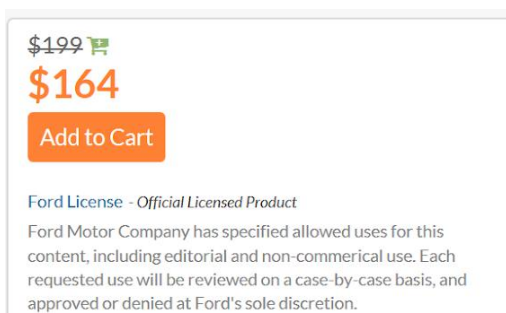 $199
$164
Add to Cart
Ford License - Official Licensed Product
Ford Motor Company has specified allowed uses for this
content, including editorial and non-commerical use. Each
requested use will be reviewed on a case-by-case basis, and
approved or denied at Ford's sole discretion.